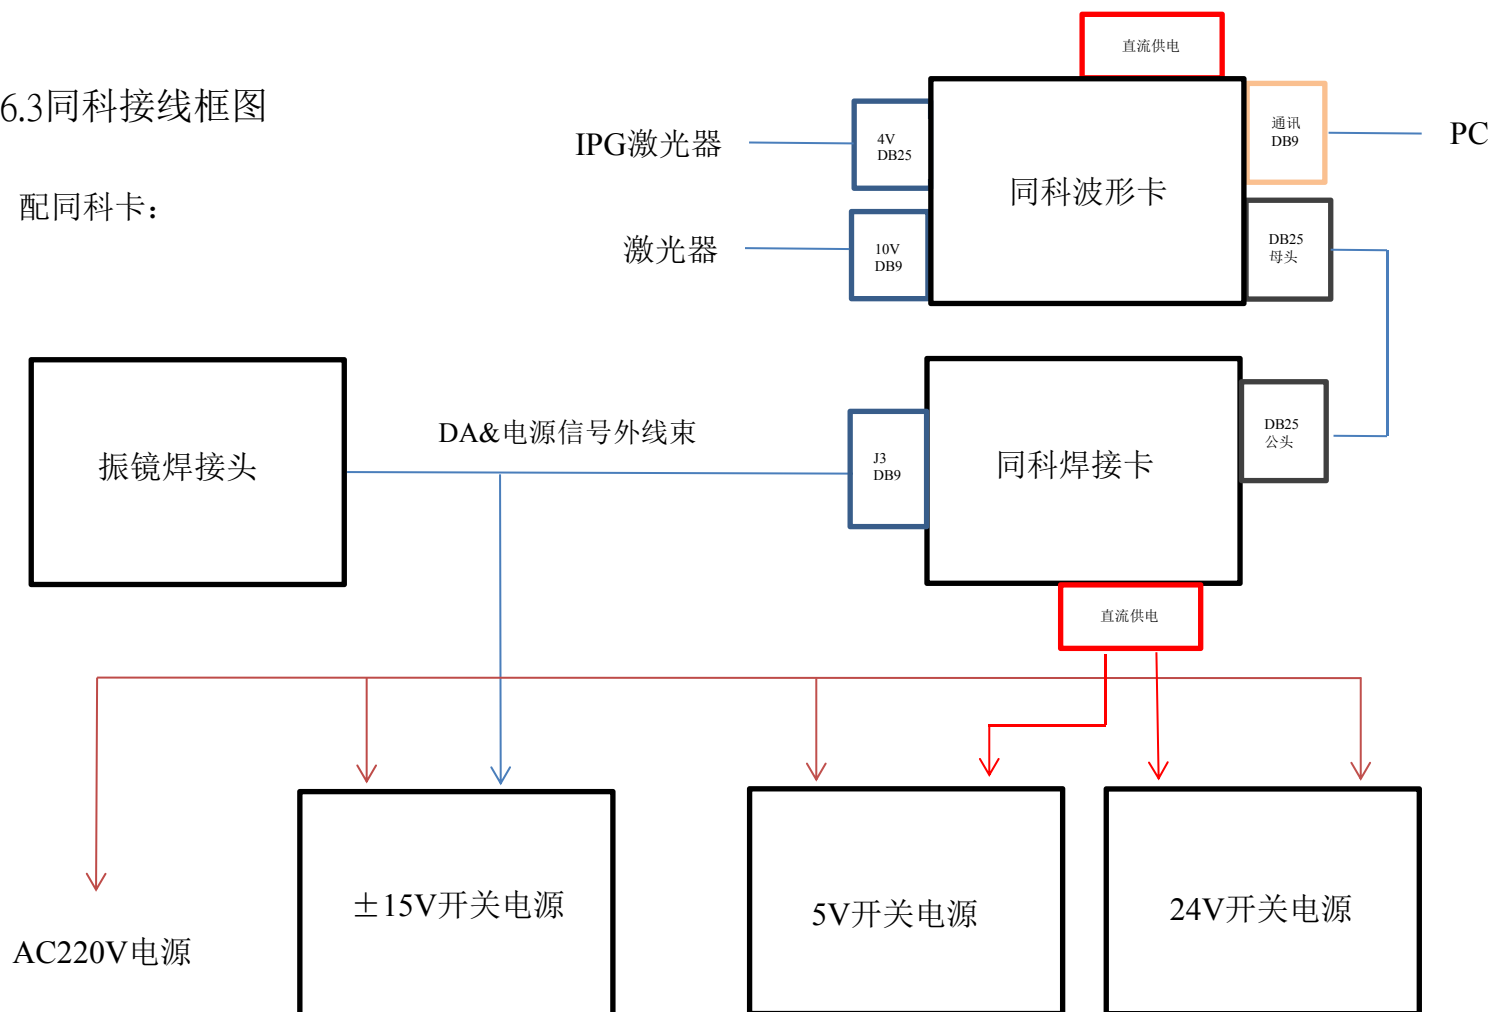 直流供电
6.3同科接线框图
IPG激光器
4V
DB25
通讯
DB9
PC
同科波形卡
配同科卡：
激光器
10V
DB9
DB25
母头
DA&电源信号外线束
振镜焊接头
J3
DB9
同科焊接卡
DB25
公头
直流供电
±15V开关电源
5V开关电源
24V开关电源
AC220V电源